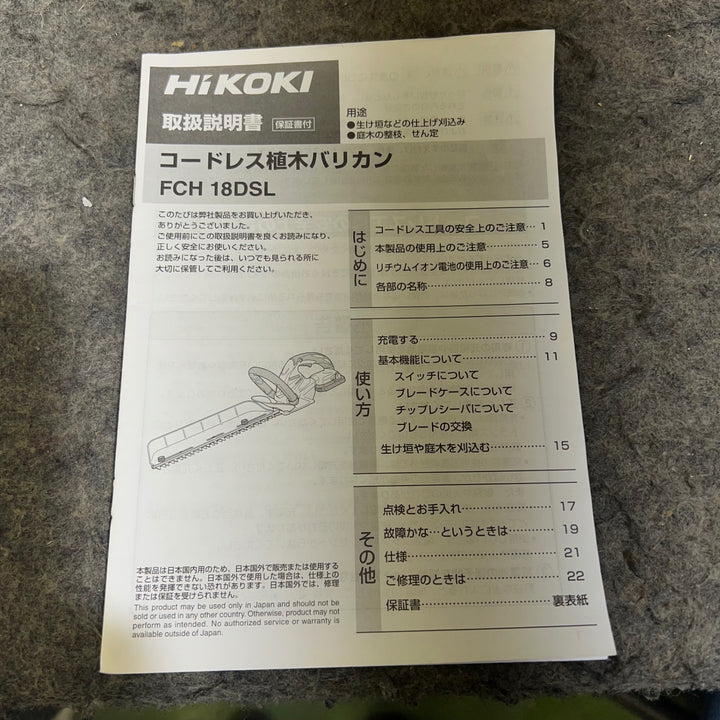 HiKOKI
取扱説明書 保証書付
用途
●生け垣などの仕上げ刈込み
●庭木の整枝、せん定
コードレス植木バリカン
FCH 18DSL
このたびは弊社製品をお買い上げいただき、
ありがとうございました。
ご使用前にこの取扱説明書を良くお読みになり、
正しく安全にお使いください。
お読みになった後は、いつでも見られる所に
大切に保管してご利用ください。
はじめに
コードレス工具の安全上のご注意… 1
本製品の使用上のご注意………… 5
リチウムイオン電池の使用上のご注意… 6
各部の名称……………………… 8
使い方
充電する………………………… 9
基本機能について……………… 11
スイッチについて
ブレードケースについて
チップレシーバについて
ブレードの交換
生け垣や庭木を刈込む………… 15
その他
点検とお手入れ………………… 17
故障かな…というときは……… 19
仕様……………………………… 21
ご修理のときは………………… 22
保証書…………………………… 裏表紙
本製品は日本国内用のため、日本国外で販売または使用する
ことはできません。日本国外で使用した場合は、仕様上の
性能を発揮できない恐れがあります。日本国外では、修理
または保証を受けられません。
This product may be used only in Japan and should not be
sold or used in any other country. Otherwise, product may not
perform as intended. No authorized service or warranty is
available outside of Japan.